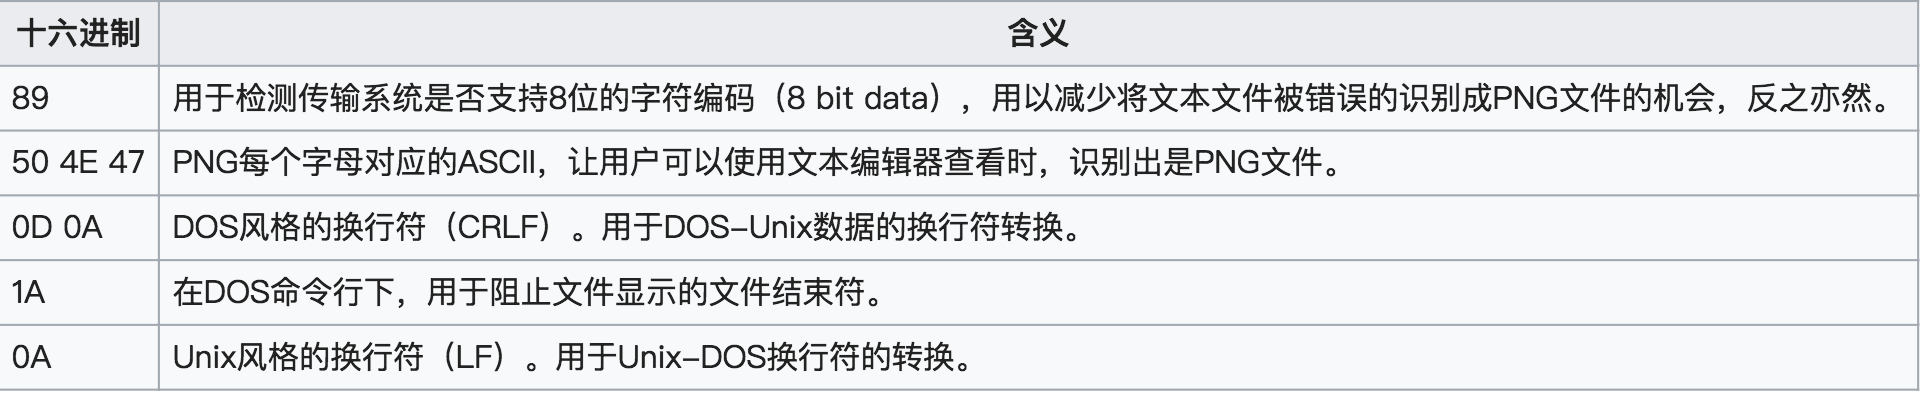 十六进制 含义
89 用于检测传输系统是否支持8位的字符编码（8 bit data），用以减少将文本文件被错误的识别成PNG文件的机会，反之亦然。
50 4E 47 PNG每个字母对应的ASCII，让用户可以使用文本编辑器查看时，识别出是PNG文件。
0D 0A DOS风格的换行符（CRLF）。用于DOS-Unix数据的换行符转换。
1A 在DOS命令行下，用于阻止文件显示的文件结束符。
0A Unix风格的换行符（LF）。用于Unix-DOS换行符的转换。